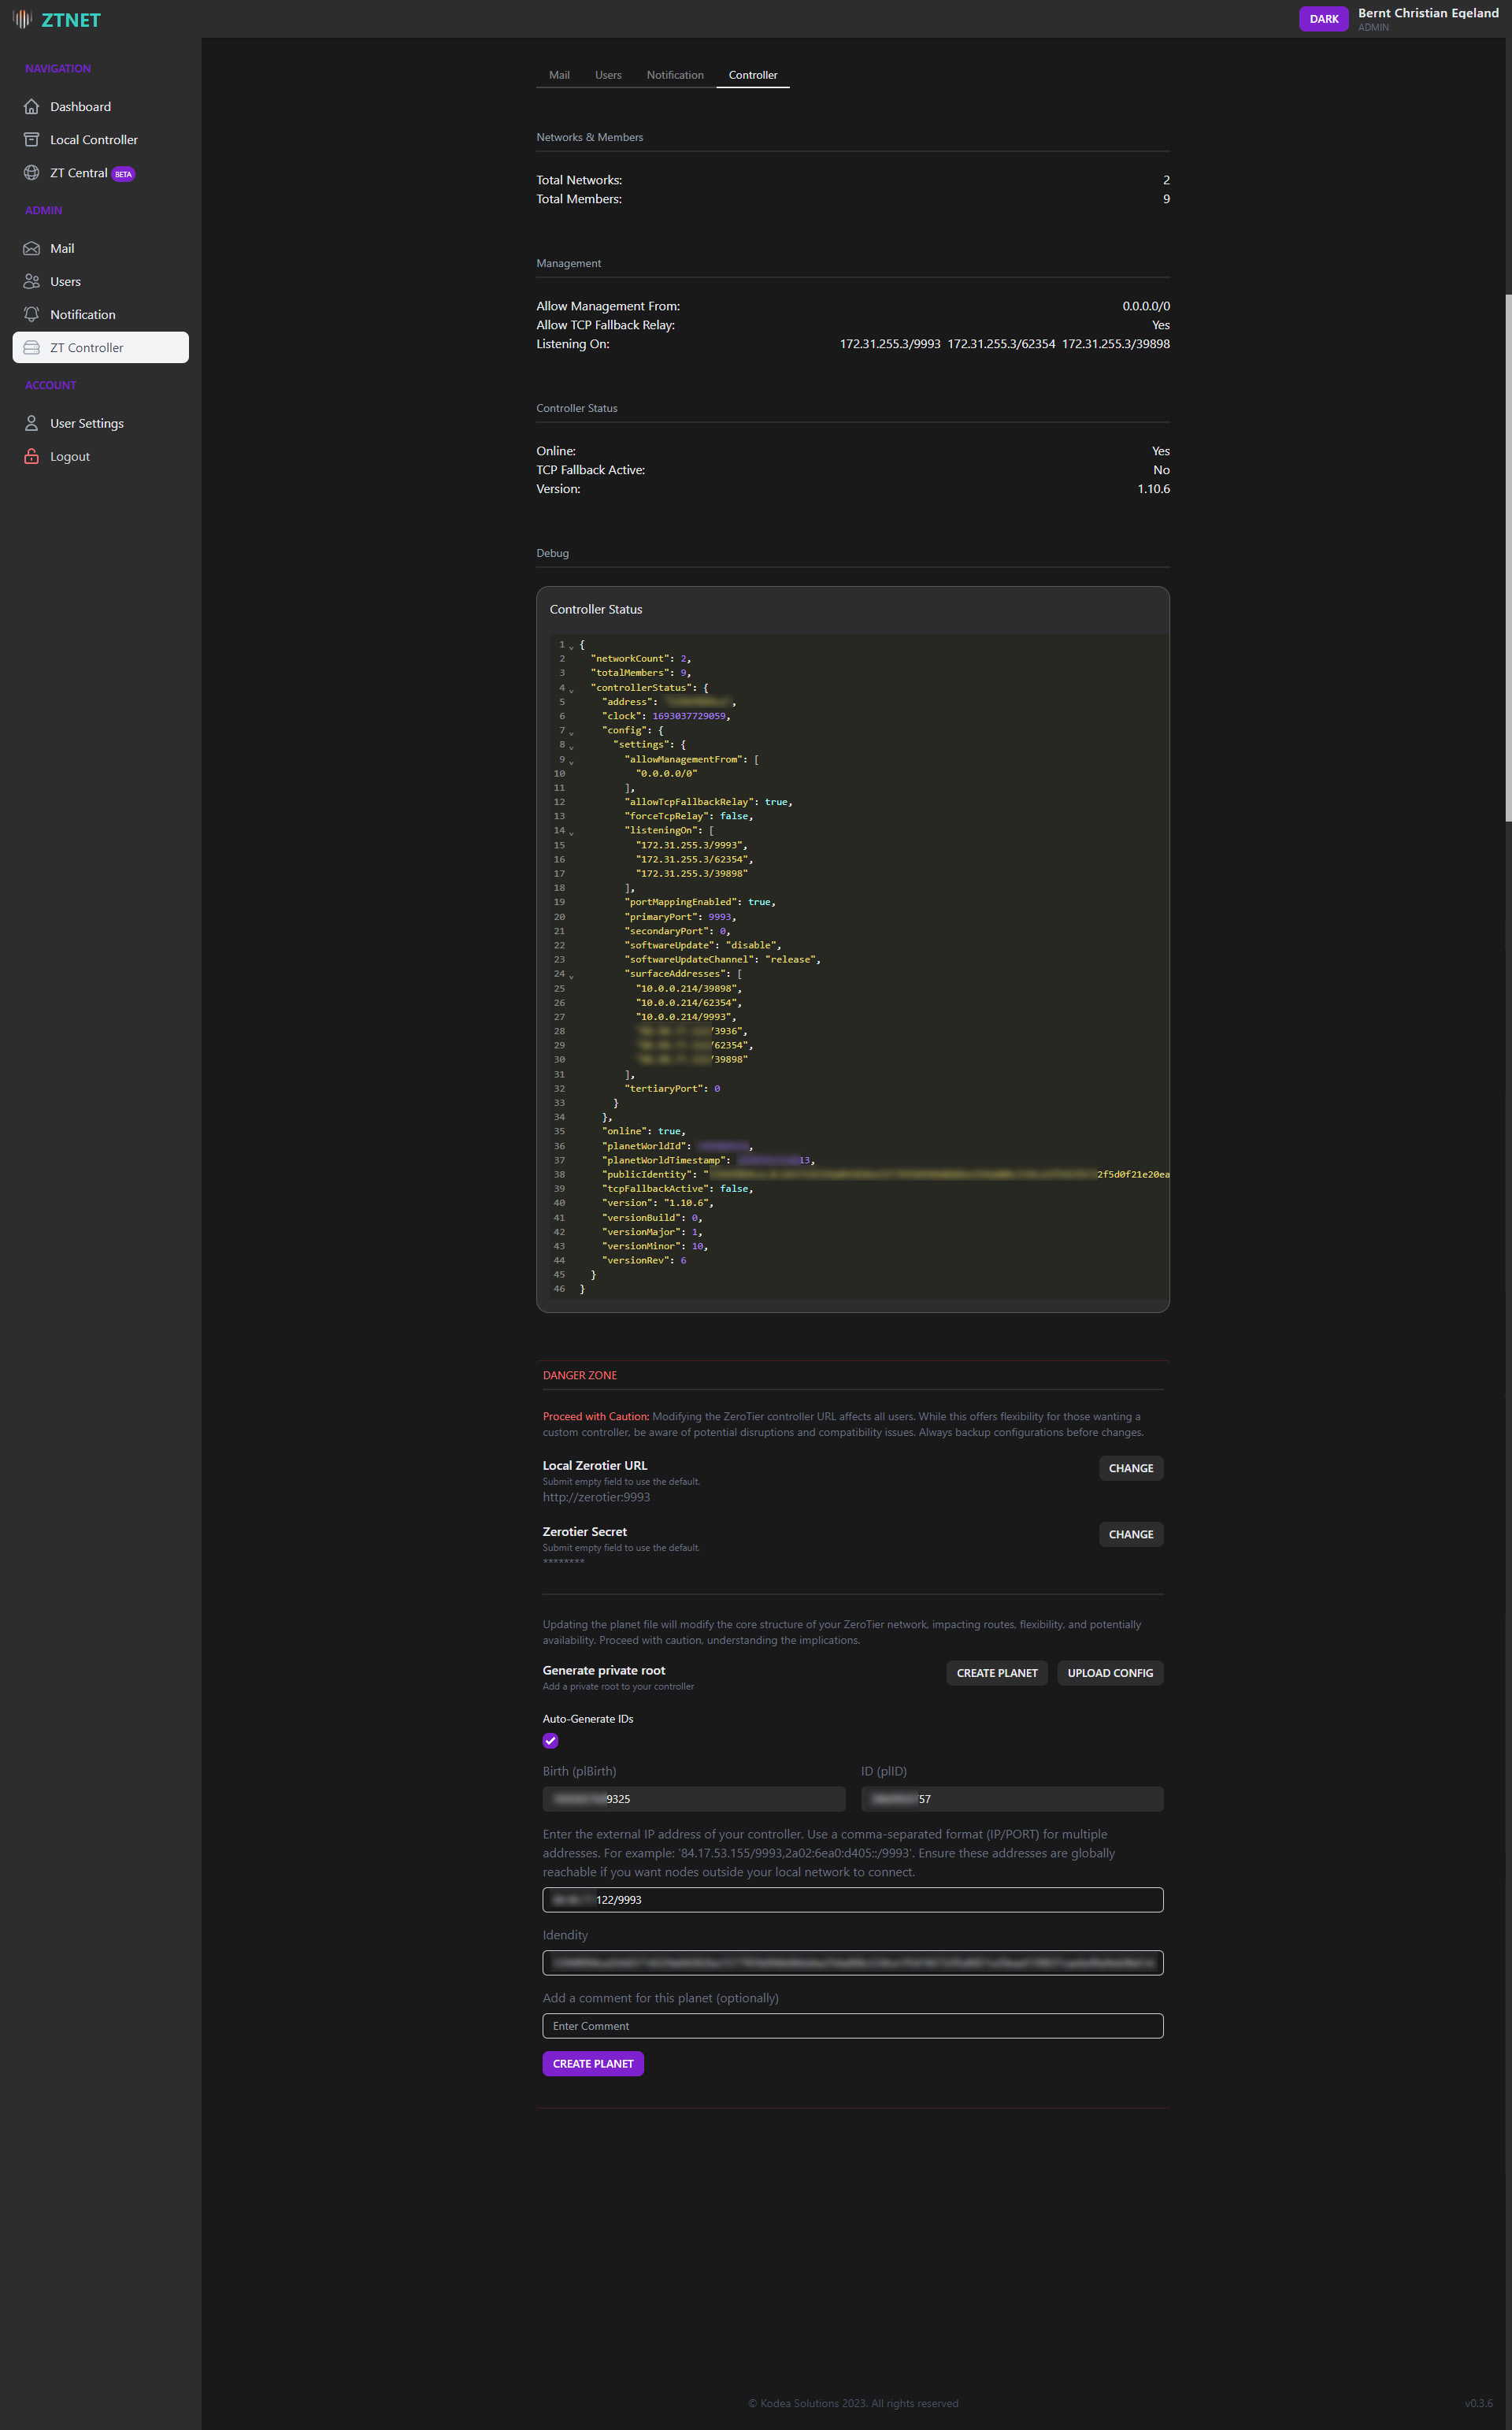 ZTNET
DARK
Bernt Christian Egeland
ADMIN
NAVIGATION
Dashboard
Local Controller
ZT Central BETA
ADMIN
Mail
Users
Notification
ZT Controller
ACCOUNT
User Settings
Logout
Mail Users Notification Controller
Networks & Members
Total Networks: 2
Total Members: 9
Management
Allow Management From: 0.0.0.0/0
Allow TCP Fallback Relay: Yes
Listening On: 172.31.255.3/9993 172.31.255.3/62354 172.31.255.3/39898
Controller Status
Online: Yes
TCP Fallback Active: No
Version: 1.10.6
Debug
Controller Status
1 {
2 "networkCount": 2,
3 "totalMembers": 9,
4 "controllerStatus": {
5 "address": ,
6 "clock": 1693037729059,
7 "config": {
8 "settings": {
9 "allowManagementFrom": [
10 "0.0.0.0/0"
11 ],
12 "allowTcpFallbackRelay": true,
13 "forceTcpRelay": false,
14 "listeningOn": [
15 "172.31.255.3/9993",
16 "172.31.255.3/62354",
17 "172.31.255.3/39898"
18 ],
19 "portMappingEnabled": true,
20 "primaryPort": 9993,
21 "secondaryPort": 0,
22 "softwareUpdate": "disable",
23 "softwareUpdateChannel": "release",
24 "surfaceAddresses": [
25 "10.0.0.214/39898",
26 "10.0.0.214/62354",
27 "10.0.0.214/9993",
28 /3936",
29 /62354",
30 /39898"
31 ],
32 "tertiaryPort": 0
33 }
34 },
35 "online": true,
36 "planetWorldId": ,
37 "planetWorldTimestamp": 13,
38 "publicIdentity": " 2f5d0f21e20ea
39 "tcpFallbackActive": false,
40 "version": "1.10.6",
41 "versionBuild": 0,
42 "versionMajor": 1,
43 "versionMinor": 10,
44 "versionRev": 6
45 }
46 }
DANGER ZONE
Proceed with Caution: Modifying the ZeroTier controller URL affects all users. While this offers flexibility for those wanting a
custom controller, be aware of potential disruptions and compatibility issues. Always backup configurations before changes.
Local Zerotier URL
CHANGE
Submit empty field to use the default.
http://zerotier:9993
Zerotier Secret
CHANGE
Submit empty field to use the default.
********
Updating the planet file will modify the core structure of your ZeroTier network, impacting routes, flexibility, and potentially
availability. Proceed with caution, understanding the implications.
Generate private root
CREATE PLANET UPLOAD CONFIG
Add a private root to your controller
Auto-Generate IDs
Birth (plBirth) ID (plID)
9325 57
Enter the external IP address of your controller. Use a comma-separated format (IP/PORT) for multiple
addresses. For example: '84.17.53.155/9993,2a02:6ea0:d405::/9993'. Ensure these addresses are globally
reachable if you want nodes outside your local network to connect.
122/9993
Idendity
Add a comment for this planet (optionally)
Enter Comment
CREATE PLANET
© Kodea Solutions 2023. All rights reserved
v0.3.6